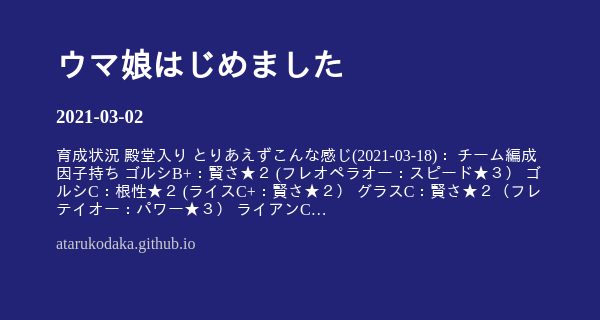 ウマ娘はじめました
2021-03-02
育成状況 殿堂入り とりあえずこんな感じ(2021-03-18)： チーム編成
因子持ち ゴルシB+：賢さ★２ (フレオペラオー：スピード★３） ゴ
ルシC：根性★２ (ライスC+：賢さ★２） グラスC：賢さ★２（フレ
テイオー：パワー★３） ライアンC…
atarukodaka.github.io